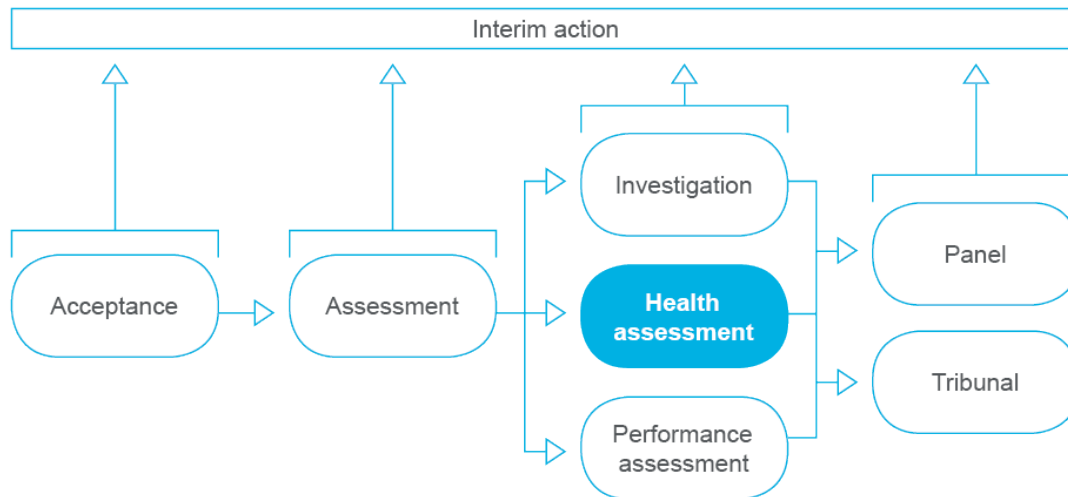 Interim action
Acceptance
Assessment
Investigation
Health
assessment
Performance
assessment
Panel
Tribunal